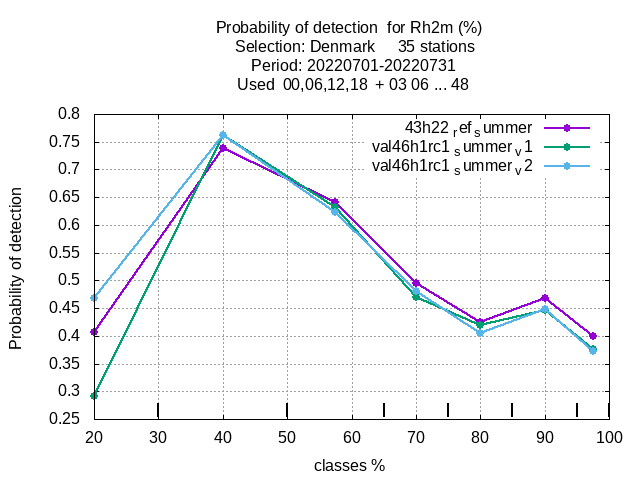 Probability of detection  for Rh2m (%)
Selection: Denmark     35 stations
Period: 20220701-20220731
Used  00,06,12,18  + 03 06 ... 48
0.8
0.75
0.7
0.65
0.6
0.55
0.5
0.45
0.4
0.35
0.3
0.25
Probability of detection
43h22 ref summer
val46h1rc1 summer v1
val46h1rc1 summer v2
20 30 40 50 60 70 80 90 100
classes %